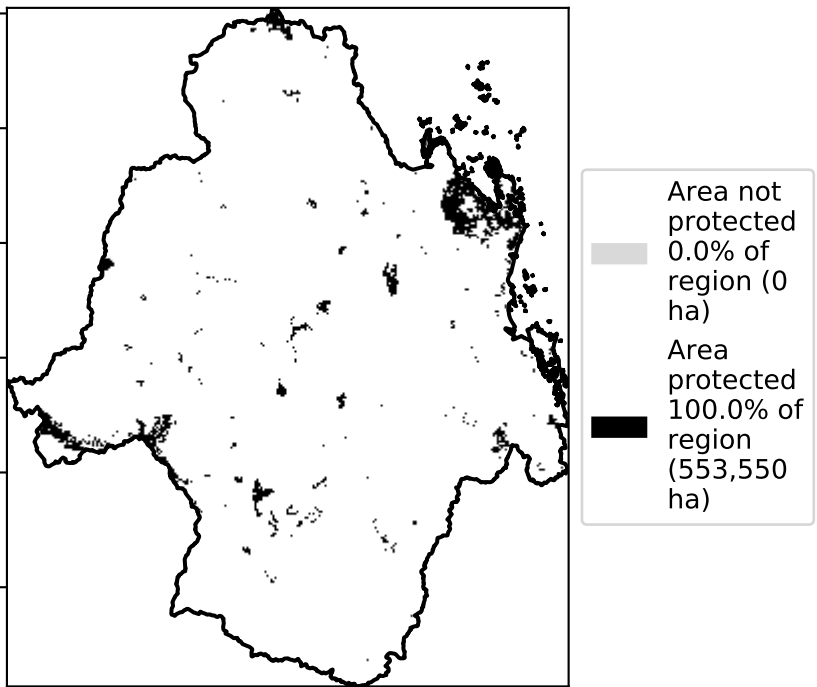 Area not
protected
0.0% of
region (0
ha)
Area
protected
100.0% of
region
(553,550
ha)